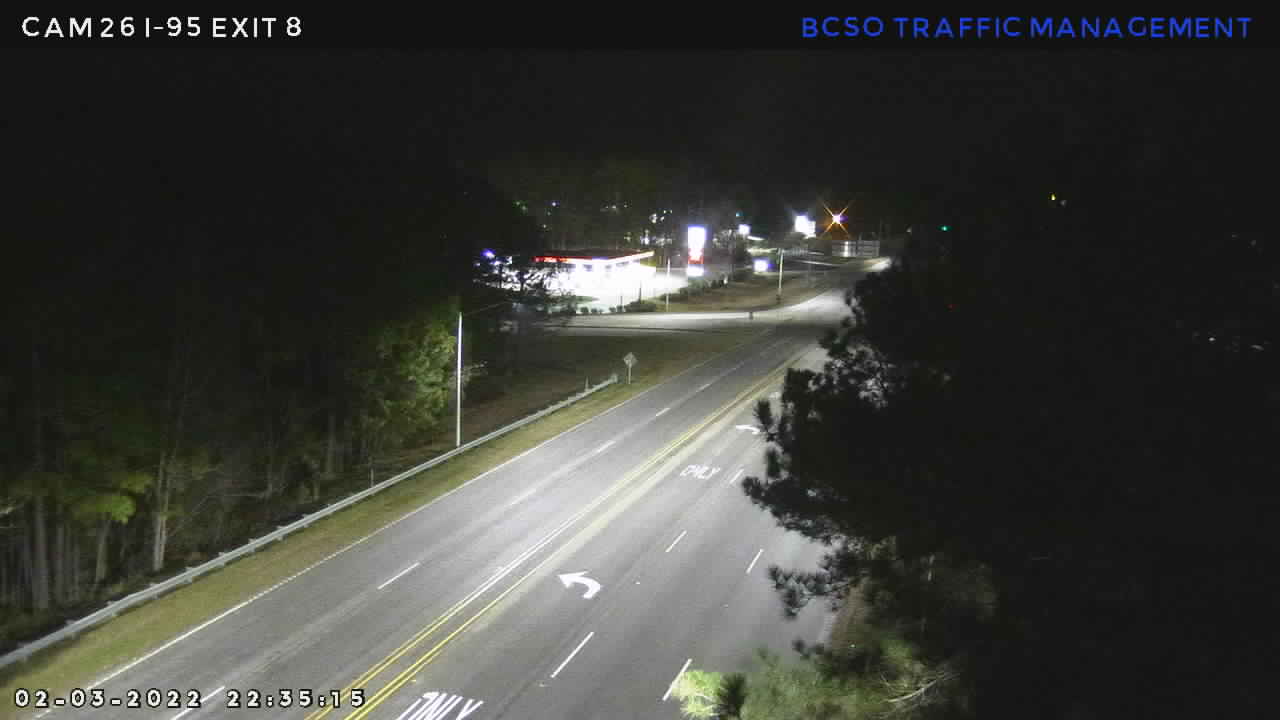 CAM 26 I-95 EXIT 8
BCSO TRAFFIC MANAGEMENT
ONLY
ONLY
02-03-2022 22:35:15